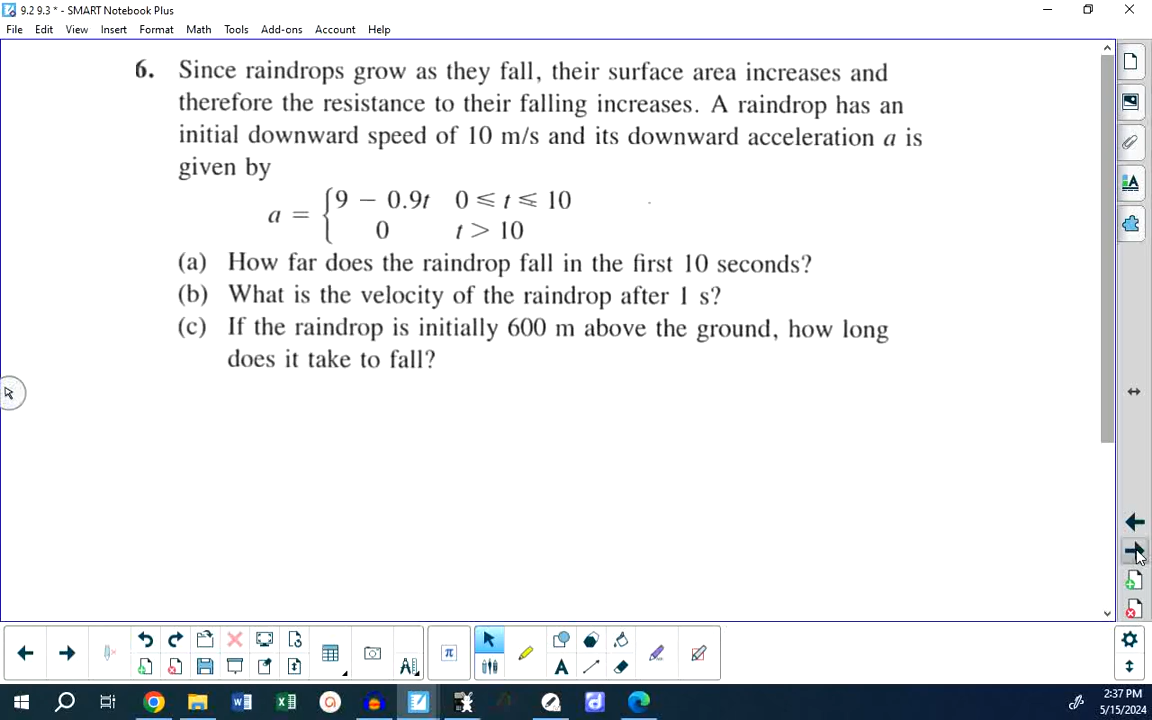 9.2 9.3 * - SMART Notebook Plus
File Edit View Insert Format Math Tools Add-ons Account Help
6. Since raindrops grow as they fall, their surface area increases and
therefore the resistance to their falling increases. A raindrop has an
initial downward speed of 10 m/s and its downward acceleration a is
given by
a = { 9 − 0.9t 0 ⩽ t ⩽ 10
0 t > 10
(a) How far does the raindrop fall in the first 10 seconds?
(b) What is the velocity of the raindrop after 1 s?
(c) If the raindrop is initially 600 m above the ground, how long
does it take to fall?
2:37 PM
5/15/2024